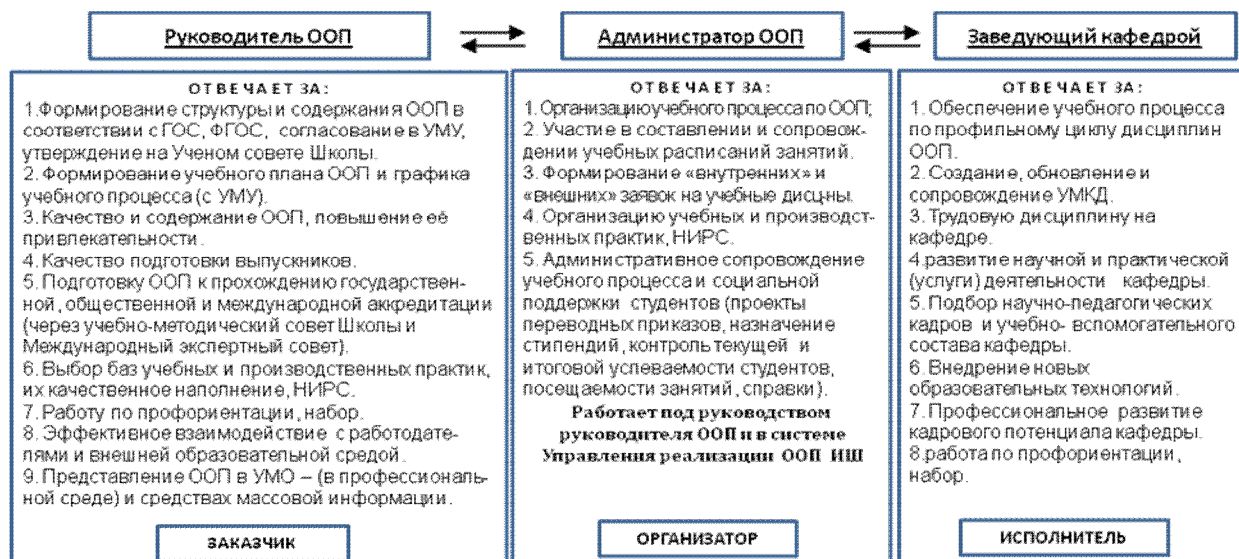 Руководитель ООП
Администратор ООП
Заведующий кафедрой
ОТВЕЧАЕТ ЗА:
1.Формирование структуры и содержания ООП в
соответствии с ГОС, ФГОС, согласование в УМУ,
утверждение на Ученом совете Школы.
2. Формирование учебного плана ООП и графика
учебного процесса (с УМУ).
3. Качество и содержание ООП, повышение её
привлекательности.
4. Качество подготовки выпускников.
5. Подготовку ООП к прохождению государствен-
ной, общественной и международной аккредитации
(через учебно-методический совет Школы и
Международный экспертный совет).
6. Выбор баз учебных и производственных практик,
их качественное наполнение, НИРС.
7. Работу по профориентации, набор.
8. Эффективное взаимодействие с работодате-
лями и внешней образовательной средой.
9. Представление ООП в УМО – (в профессиональ-
ной среде) и средствах массовой информации.
ЗАКАЗЧИК
ОТВЕЧАЕТ ЗА:
1. Организацию учебного процесса по ООП;
2. Участие в составлении и сопровож-
дении учебных расписаний занятий.
3. Формирование «внутренних» и
«внешних» заявок на учебные дисц-ны.
4. Организацию учебных и производст-
венных практик, НИРС.
5. Административное сопровождение
учебного процесса и социальной
поддержки студентов (проекты
переводных приказов, назначение
стипендий, контроль текущей и
итоговой успеваемости студентов,
посещаемости занятий, справки).
Работает под руководством
руководителя ООП и в системе
Управления реализации ООП ИШ
ОРГАНИЗАТОР
ОТВЕЧАЕТ ЗА:
1. Обеспечение учебного процесса
по профильному циклу дисциплин
ООП.
2. Создание, обновление и
сопровождение УМКД.
3. Трудовую дисциплину на
кафедре.
4.развитие научной и практической
(услуги) деятельности кафедры.
5. Подбор научно-педагогических
кадров и учебно- вспомогательного
состава кафедры.
6. Внедрение новых
образовательных технологий.
7. Профессиональное развитие
кадрового потенциала кафедры.
8.работа по профориентации,
набор.
ИСПОЛНИТЕЛЬ